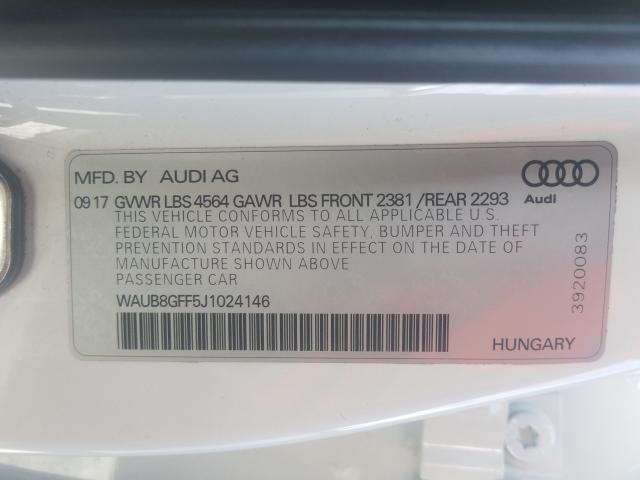 MFD. BY AUDI AG
Audi
09 17 GVWR LBS 4564 GAWR LBS FRONT 2381 /REAR 2293
THIS VEHICLE CONFORMS TO ALL APPLICABLE U.S.
FEDERAL MOTOR VEHICLE SAFETY, BUMPER AND THEFT
PREVENTION STANDARDS IN EFFECT ON THE DATE OF
MANUFACTURE SHOWN ABOVE
PASSENGER CAR
WAUB8GFF5J1024146
3920083
HUNGARY